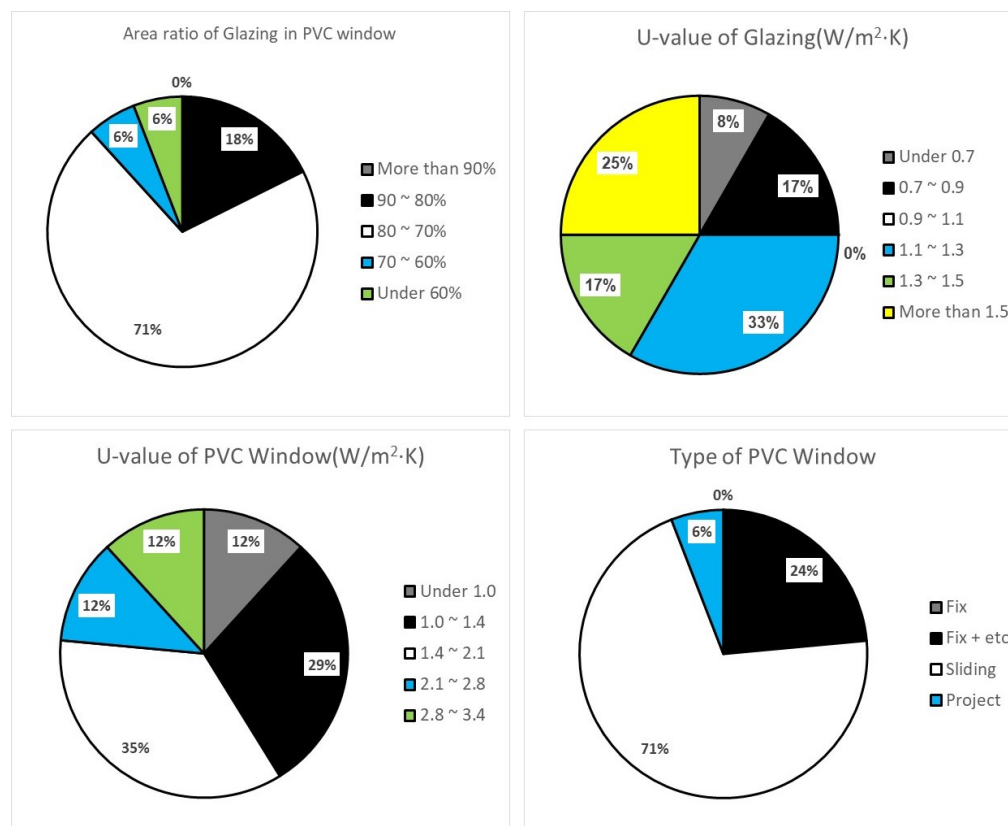 Area ratio of Glazing in PVC window
0%
6%
18%
6%
71%
More than 90%
90 ~ 80%
80 ~ 70%
70 ~ 60%
Under 60%
U-value of Glazing(W/m²·K)
8%
25%
17%
0%
17%
33%
Under 0.7
0.7 ~ 0.9
0.9 ~ 1.1
1.1 ~ 1.3
1.3 ~ 1.5
More than 1.5
U-value of PVC Window(W/m²·K)
12%
12%
12%
29%
35%
Under 1.0
1.0 ~ 1.4
1.4 ~ 2.1
2.1 ~ 2.8
2.8 ~ 3.4
Type of PVC Window
0%
6%
24%
71%
Fix
Fix + etc
Sliding
Project